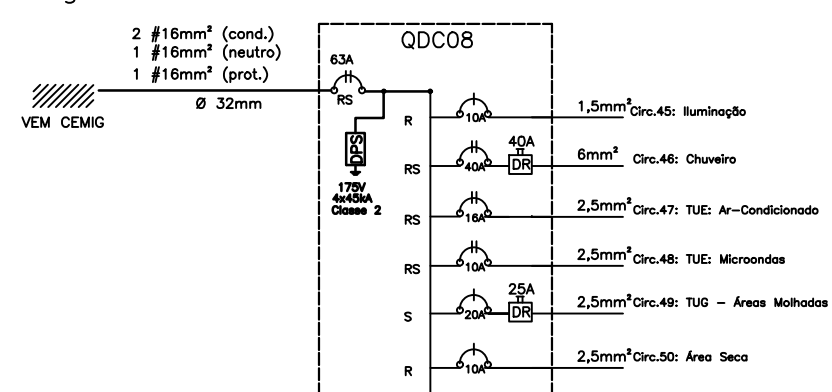 2 #16mm² (cond.)
1 #16mm² (neutro)
1 #16mm² (prot.)
Ø 32mm
VEM CEMIG
QDC08
63A
RS
DPS
175V
4x45kA
Classe 2
R
10A
1,5mm² Circ.45: Iluminação
RS
40A
40A
DR
6mm² Circ.46: Chuveiro
RS
16A
2,5mm² Circ.47: TUE: Ar-Condicionado
RS
10A
2,5mm² Circ.48: TUE: Microondas
S
20A
25A
DR
2,5mm² Circ.49: TUG - Áreas Molhadas
R
10A
2,5mm² Circ.50: Área Seca